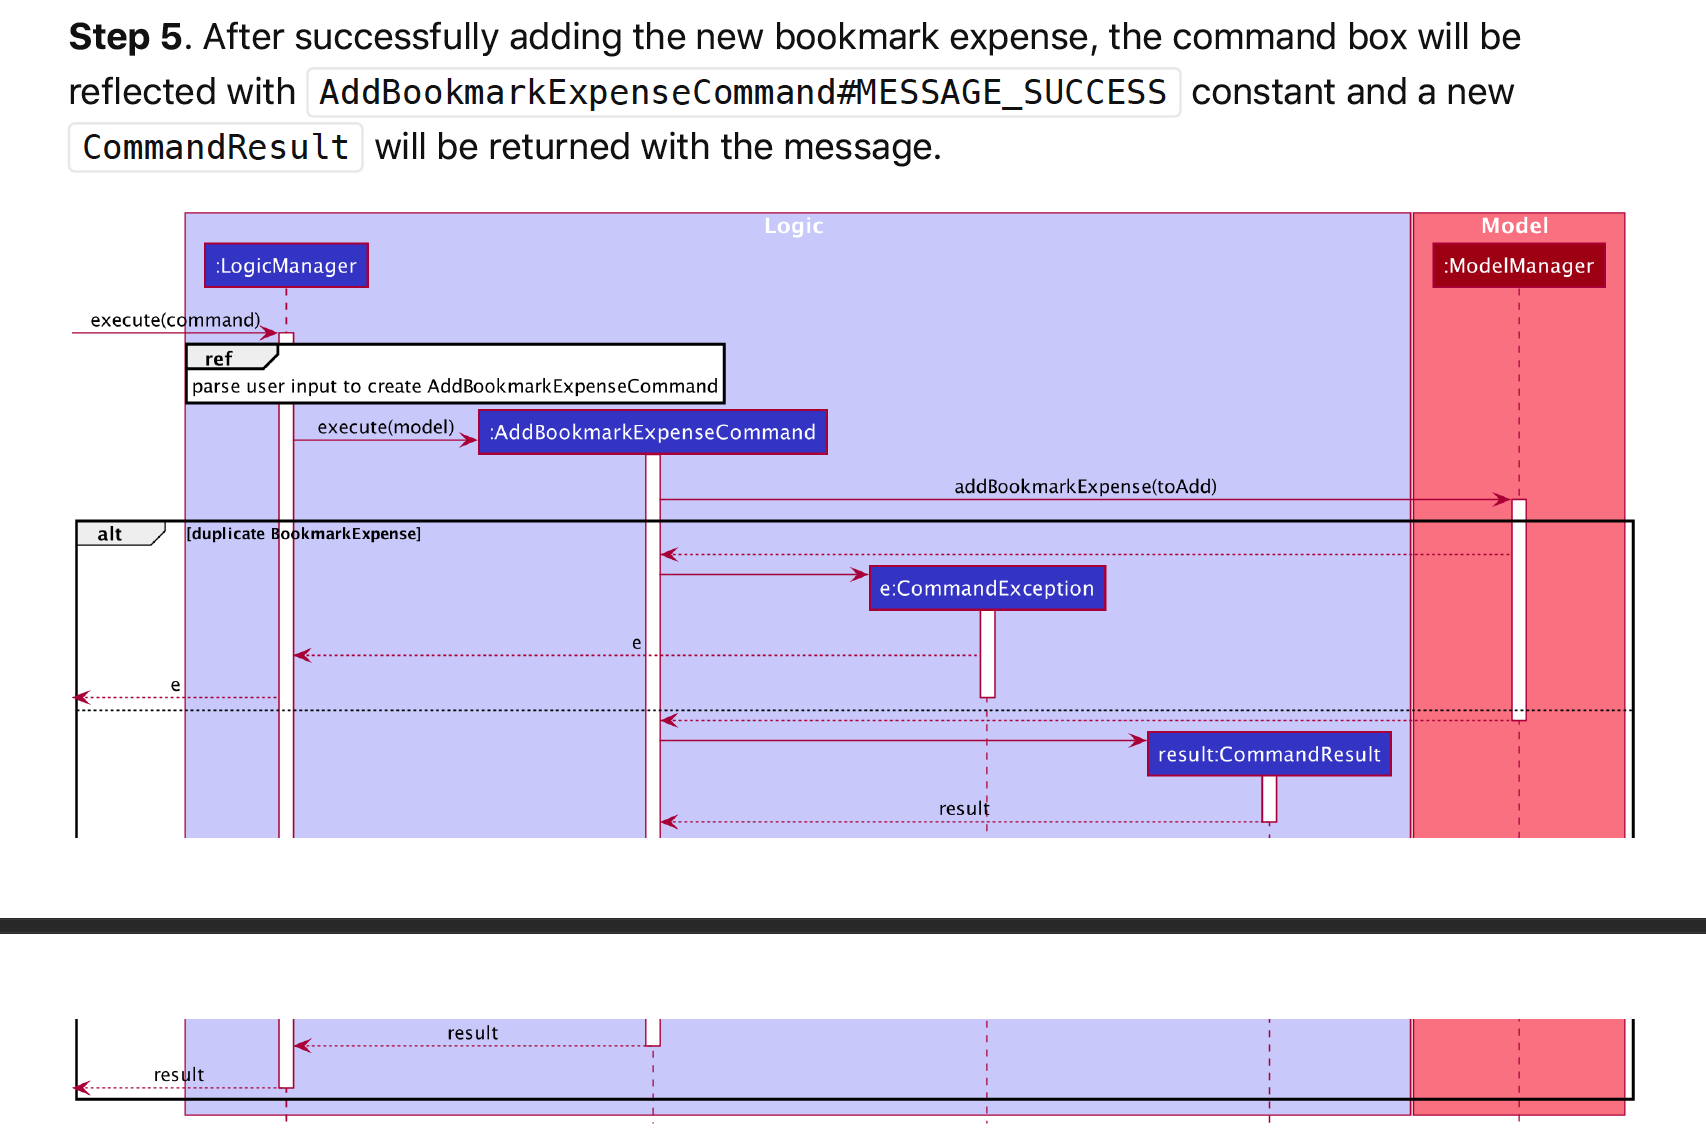 Step 5. After successfully adding the new bookmark expense, the command box will be
reflected with AddBookmarkExpenseCommand#MESSAGE_SUCCESS constant and a new
CommandResult will be returned with the message.
Logic
Model
:LogicManager
:ModelManager
execute(command)
ref
parse user input to create AddBookmarkExpenseCommand
execute(model)
:AddBookmarkExpenseCommand
addBookmarkExpense(toAdd)
alt
[duplicate BookmarkExpense]
e:CommandException
e
e
result:CommandResult
result
result
result